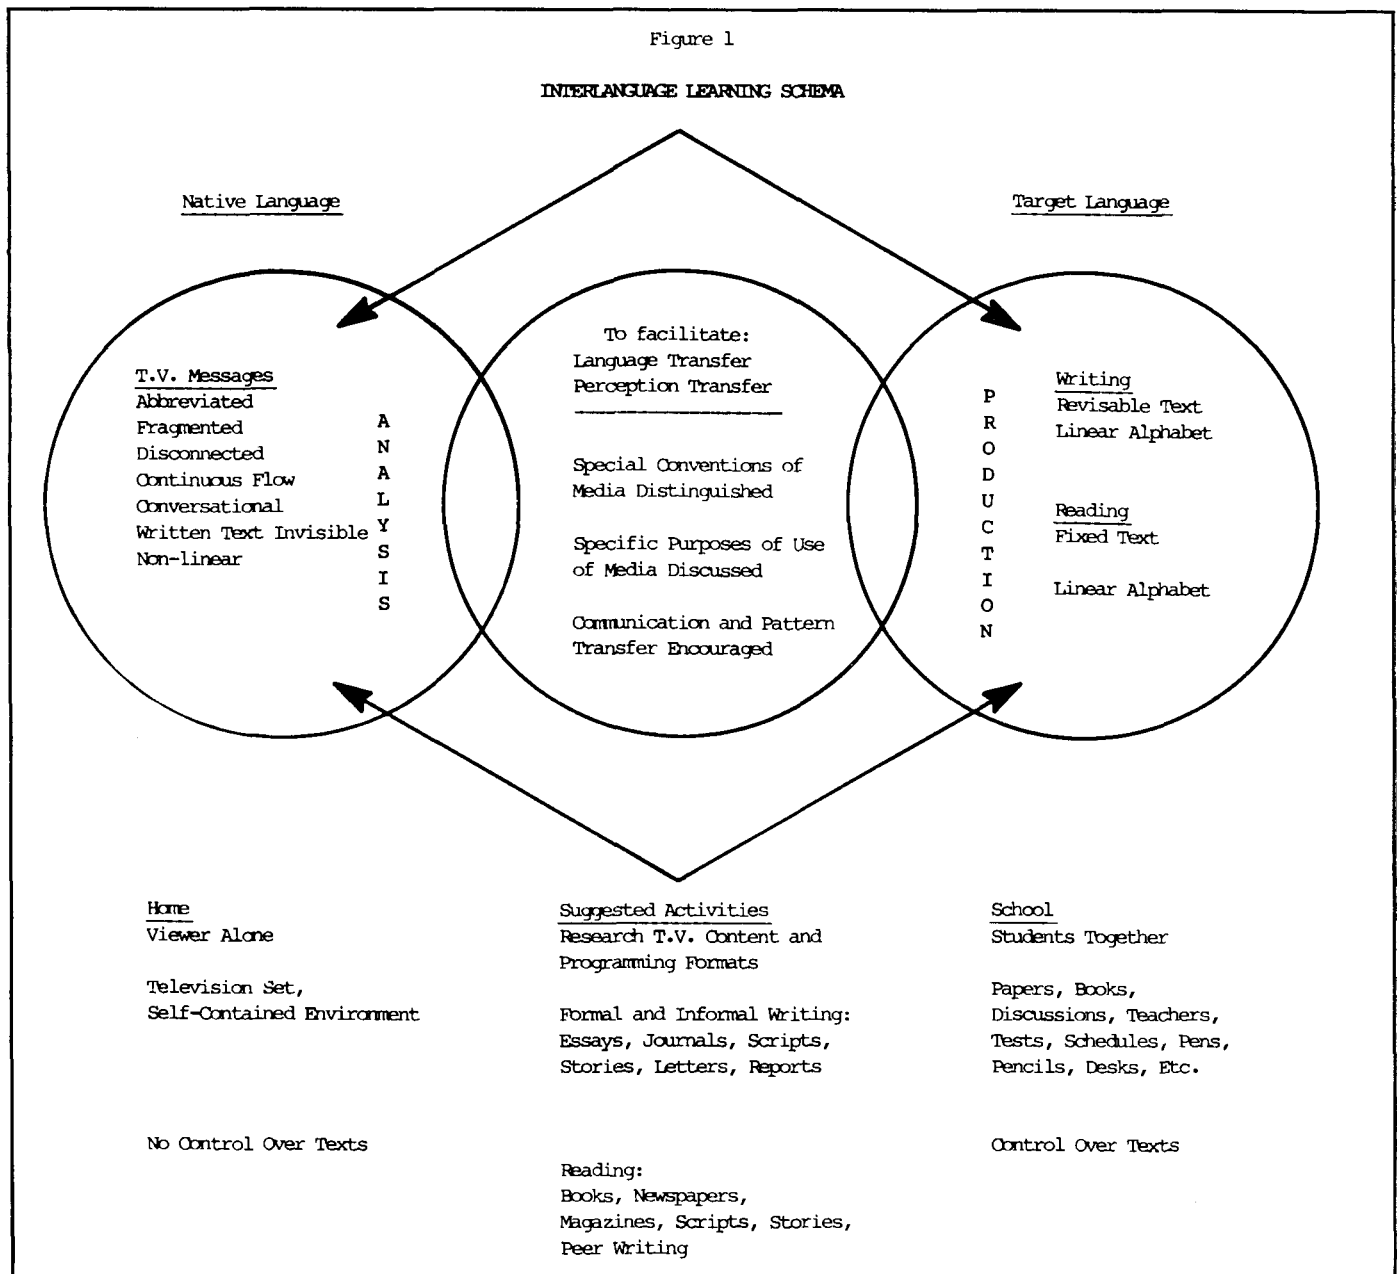 Figure 1
INTERLANGUAGE LEARNING SCHEMA
Native Language
Target Language
T.V. Messages
Abbreviated
Fragmented
Disconnected
Continuous Flow
Conversational
Written Text Invisible
Non-linear
ANALYSIS
To facilitate:
Language Transfer
Perception Transfer
Special Conventions of
Media Distinguished
Specific Purposes of Use
of Media Discussed
Communication and Pattern
Transfer Encouraged
PRODUCTION
Writing
Revisable Text
Linear Alphabet
Reading
Fixed Text
Linear Alphabet
Home
Viewer Alone
Television Set,
Self-Contained Environment
No Control Over Texts
Suggested Activities
Research T.V. Content and
Programming Formats
Formal and Informal Writing:
Essays, Journals, Scripts,
Stories, Letters, Reports
Reading:
Books, Newspapers,
Magazines, Scripts, Stories,
Peer Writing
School
Students Together
Papers, Books,
Discussions, Teachers,
Tests, Schedules, Pens,
Pencils, Desks, Etc.
Control Over Texts